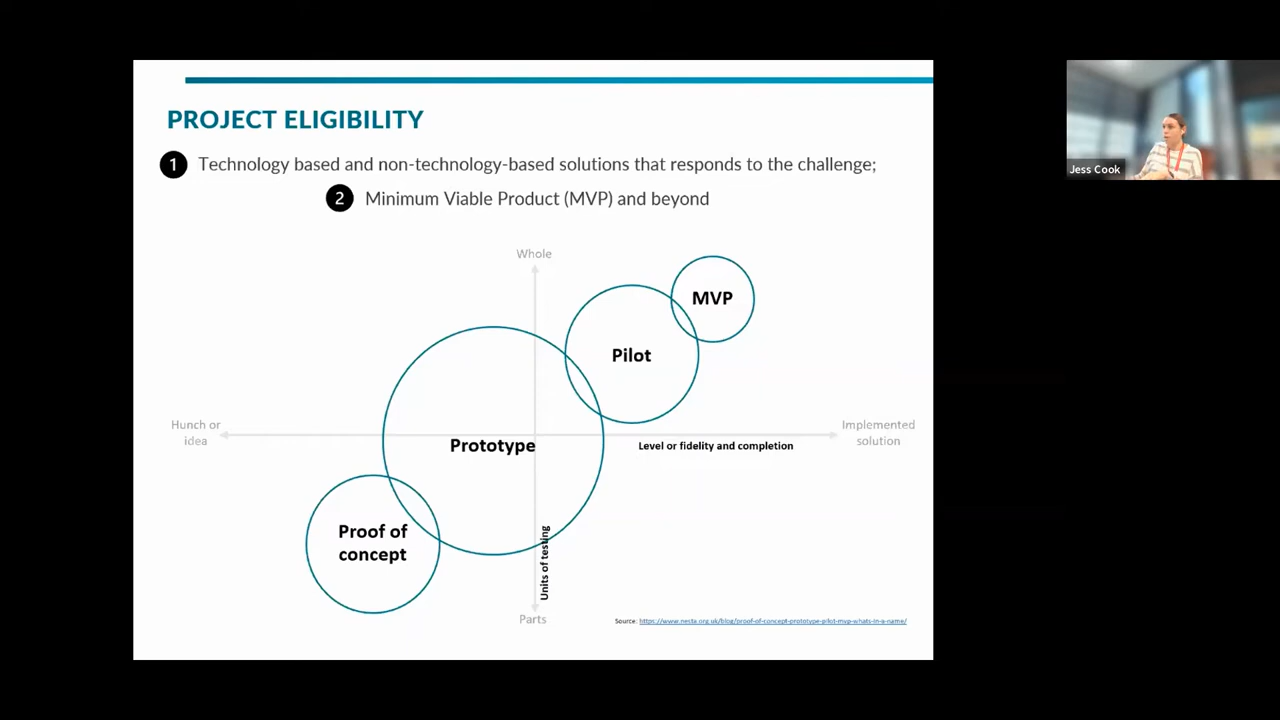 PROJECT ELIGIBILITY
1 Technology based and non-technology-based solutions that responds to the challenge;
2 Minimum Viable Product (MVP) and beyond
Jess Cook
Whole
MVP
Pilot
Hunch or
idea
Prototype
Level or fidelity and completion
Implemented
solution
Proof of
concept
Units of testing
Parts
Source: https://www.nesta.org.uk/blog/proof-of-concept-prototype-pilot-mvp-whats-in-a-name/